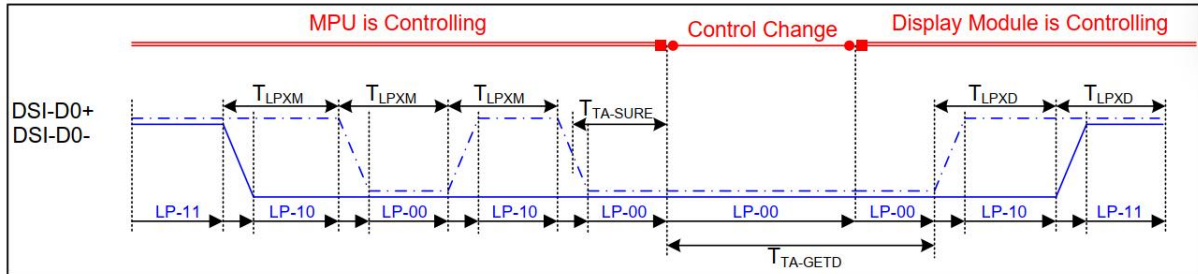 MPU is Controlling Control Change Display Module is Controlling
TLPXM TLPXM TLPXM TLPXD TLPXD
TTA-SURE
DSI-D0+
DSI-D0-
LP-11 LP-10 LP-00 LP-10 LP-00 LP-00 LP-00 LP-10 LP-11
TTA-GETD